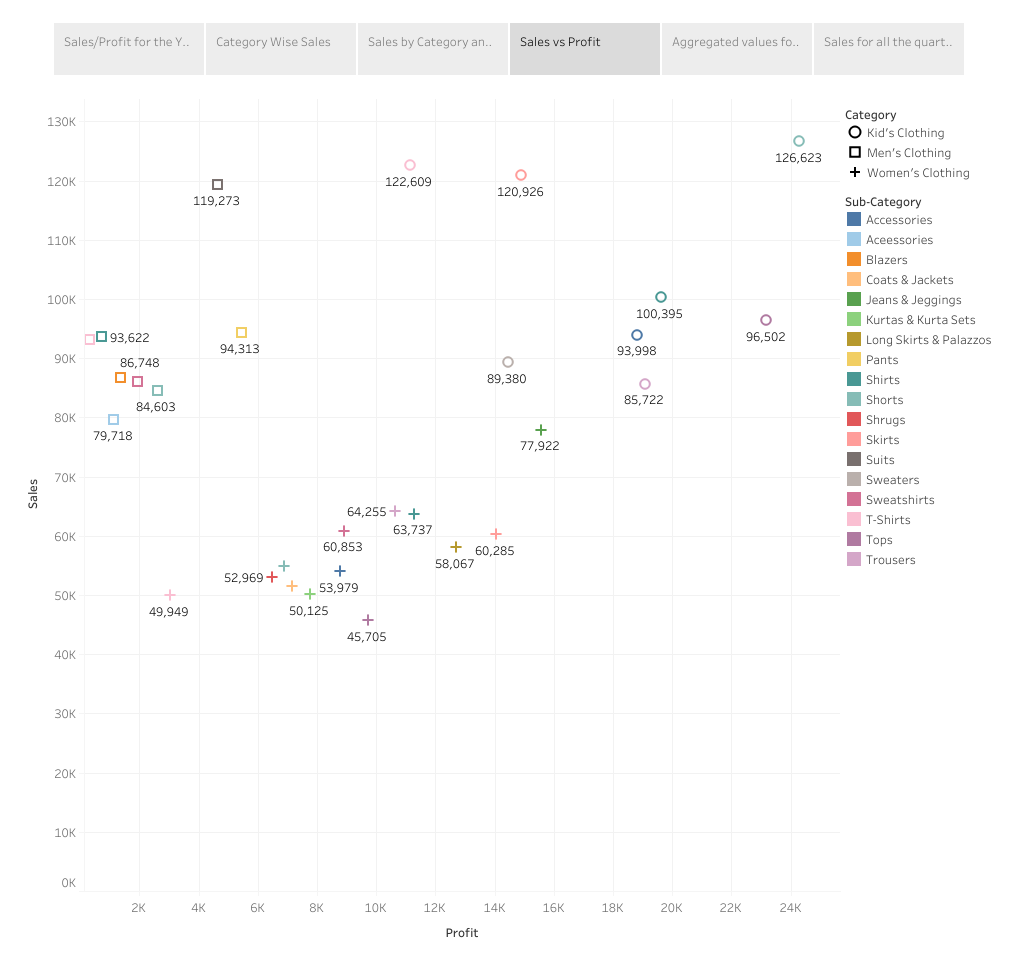 Sales/Profit for the Y..
Category Wise Sales
Sales by Category an..
Sales vs Profit
Aggregated values fo..
Sales for all the quart..
130K
120K
110K
100K
90K
80K
70K
60K
50K
40K
30K
20K
10K
0K
Sales
126,623
122,609
120,926
119,273
100,395
93,622
94,313
96,502
93,998
86,748
89,380
84,603
85,722
79,718
77,922
64,255
63,737
60,853
60,285
58,067
52,969
53,979
49,949
50,125
45,705
2K
4K
6K
8K
10K
12K
14K
16K
18K
20K
22K
24K
Profit
Category
Kid's Clothing
Men's Clothing
Women's Clothing
Sub-Category
Accessories
Aceessories
Blazers
Coats & Jackets
Jeans & Jeggings
Kurtas & Kurta Sets
Long Skirts & Palazzos
Pants
Shirts
Shorts
Shrugs
Skirts
Suits
Sweaters
Sweatshirts
T-Shirts
Tops
Trousers